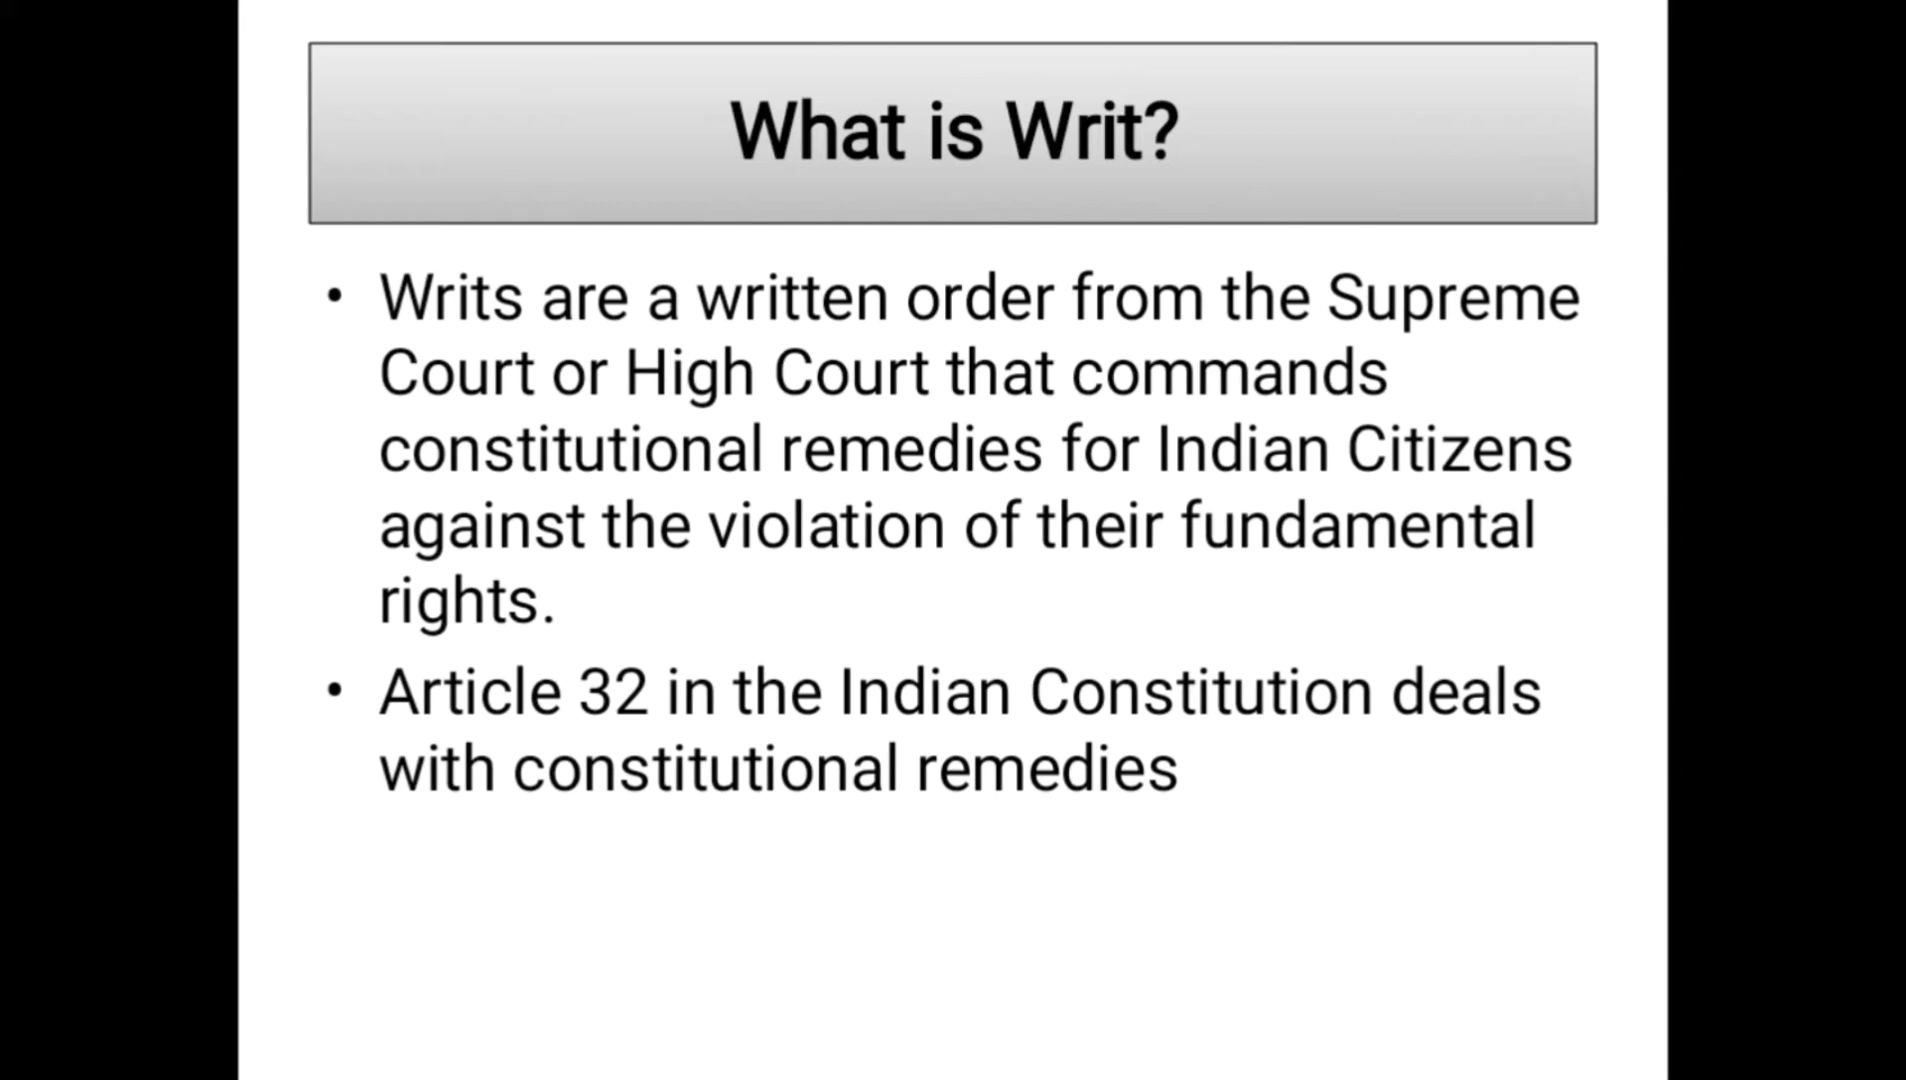 What is Writ?
• Writs are a written order from the Supreme
Court or High Court that commands
constitutional remedies for Indian Citizens
against the violation of their fundamental
rights.
• Article 32 in the Indian Constitution deals
with constitutional remedies